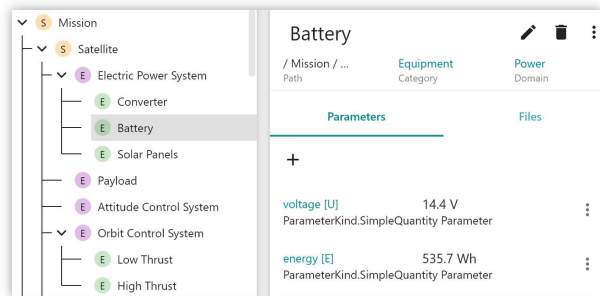 S Mission
S Satellite
E Electric Power System
E Converter
E Battery
E Solar Panels
E Payload
E Attitude Control System
E Orbit Control System
E Low Thrust
E High Thrust
Battery
/ Mission / ... Equipment Power
Path Category Domain
Parameters Files
+
voltage [U] 14.4 V
ParameterKind.SimpleQuantity Parameter
energy [E] 535.7 Wh
ParameterKind.SimpleQuantity Parameter